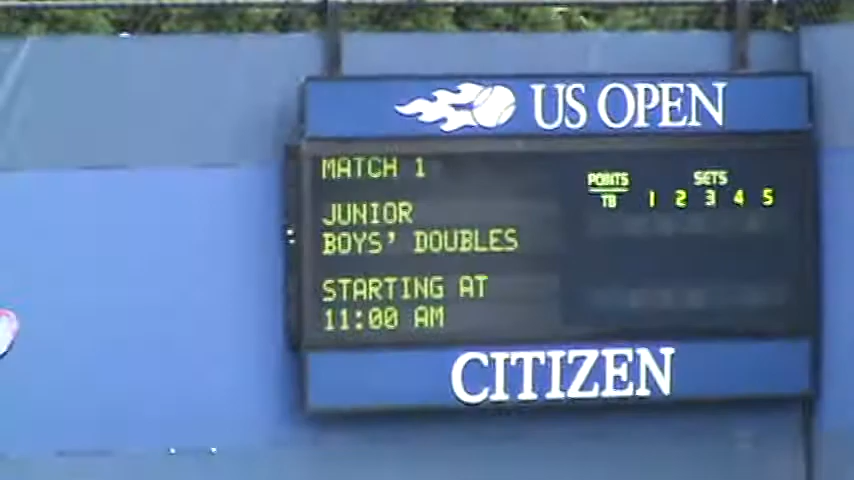 US OPEN
MATCH 1
POINTS SETS
TB 1 2 3 4 5
JUNIOR
BOYS' DOUBLES
STARTING AT
11:00 AM
CITIZEN